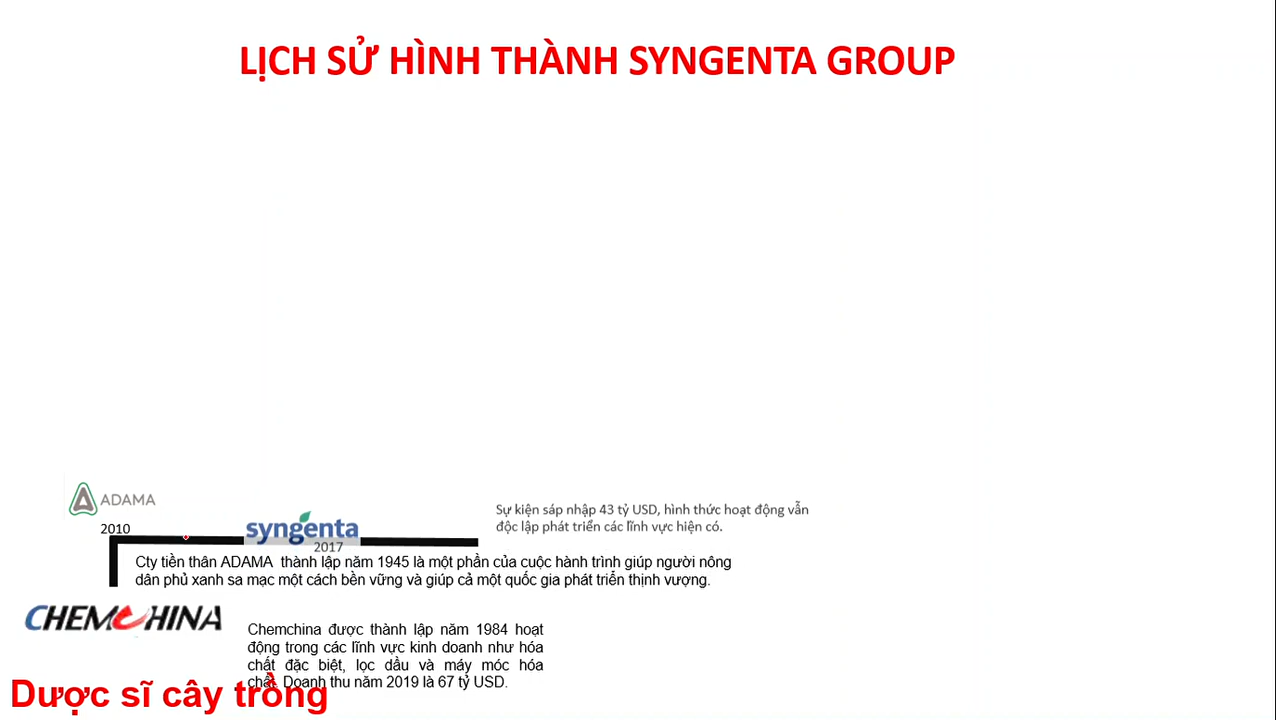 LỊCH SỬ HÌNH THÀNH SYNGENTA GROUP
ADAMA
2010
syngenta
2017
Sự kiện sáp nhập 43 tỷ USD, hình thức hoạt động vẫn
độc lập phát triển các lĩnh vực hiện có.
Cty tiền thân ADAMA thành lập năm 1945 là một phần của cuộc hành trình giúp người nông
dân phủ xanh sa mạc một cách bền vững và giúp cả một quốc gia phát triển thịnh vượng.
CHEMCHINA
Chemchina được thành lập năm 1984 hoạt
động trong các lĩnh vực kinh doanh như hóa
chất đặc biệt, lọc dầu và máy móc hóa
chất. Doanh thu năm 2019 là 67 tỷ USD.
Dược sĩ cây trồng